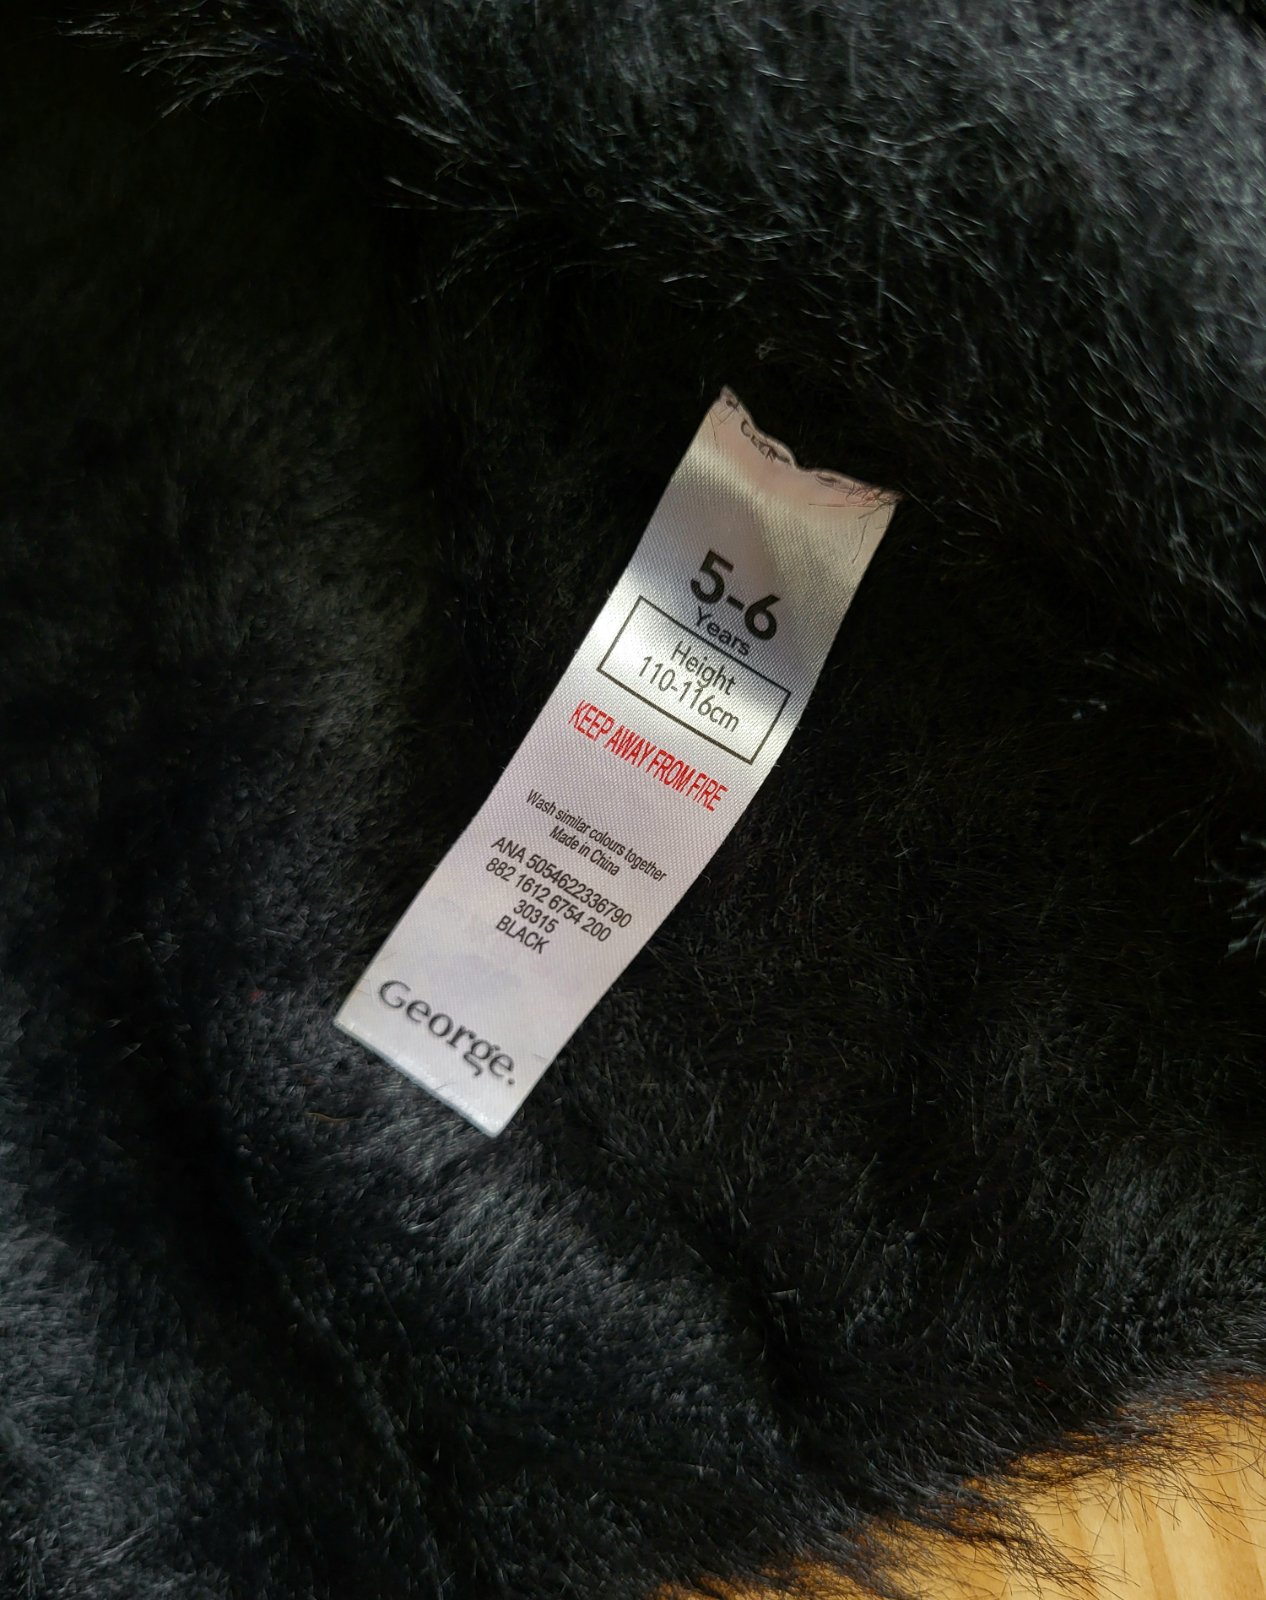 5-6
Years
Height
110-116cm
KEEP AWAY FROM FIRE
Wash similar colours together
Made in China
ANA 5054622336790
882 1612 6754 200
30315
BLACK
George.